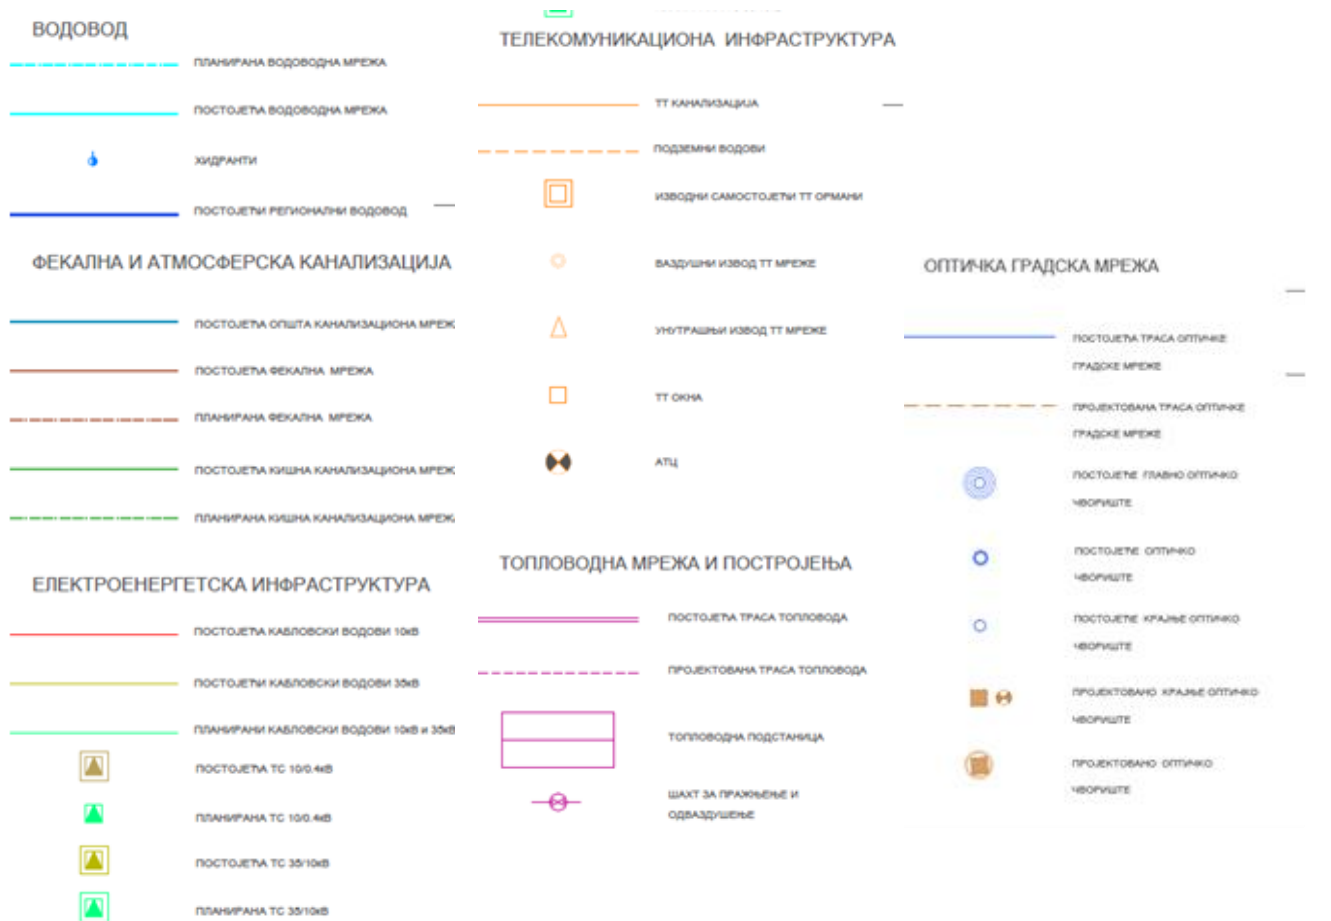 ВОДОВОД
ПЛАНИРАНА ВОДОВОДНА МРЕЖА
ПОСТОЈЕЋА ВОДОВОДНА МРЕЖА
ХИДРАНТИ
ПОСТОЈЕЋИ РЕГИОНАЛНИ ВОДОВОД
ФЕКАЛНА И АТМОСФЕРСКА КАНАЛИЗАЦИЈА
ПОСТОЈЕЋА ОПШТА КАНАЛИЗАЦИОНА МРЕЖ
ПОСТОЈЕЋА ФЕКАЛНА МРЕЖА
ПЛАНИРАНА ФЕКАЛНА МРЕЖА
ПОСТОЈЕЋА КИШНА КАНАЛИЗАЦИОНА МРЕЖ
ПЛАНИРАНА КИШНА КАНАЛИЗАЦИОНА МРЕЖА
ЕЛЕКТРОЕНЕРГЕТСКА ИНФРАСТРУКТУРА
ПОСТОЈЕЋА КАБЛОВСКИ ВОДОВИ 10кВ
ПОСТОЈЕЋИ КАБЛОВСКИ ВОДОВИ 35кВ
ПЛАНИРАНИ КАБЛОВСКИ ВОДОВИ 10кВ и 35кВ
ПОСТОЈЕЋА ТС 10/0.4кВ
ПЛАНИРАНА ТС 10/0.4кВ
ПОСТОЈЕЋА ТС 35/10кВ
ПЛАНИРАНА ТС 35/10кВ
ТЕЛЕКОМУНИКАЦИОНА ИНФРАСТРУКТУРА
ТТ КАНАЛИЗАЦИЈА
ПОДЗЕМНИ ВОДОВИ
ИЗВОДНИ САМОСТОЈЕЋИ ТТ ОРМАНИ
ВАЗДУШНИ ИЗВОД ТТ МРЕЖЕ
УНУТРАШЊИ ИЗВОД ТТ МРЕЖЕ
ТТ ОКНА
АТЦ
ТОПЛОВОДНА МРЕЖА И ПОСТРОЈЕЊА
ПОСТОЈЕЋА ТРАСА ТОПЛОВОДА
ПРОЈЕКТОВАНА ТРАСА ТОПЛОВОДА
ТОПЛОВОДНА ПОДСТАНИЦА
ШАХТ ЗА ПРАЖЊЕЊЕ И
ОДВАЗДУШЕЊЕ
ОПТИЧКА ГРАДСКА МРЕЖА
ПОСТОЈЕЋА ТРАСА ОПТИЧКЕ
ГРАДСКЕ МРЕЖЕ
ПРОЈЕКТОВАНА ТРАСА ОПТИЧКЕ
ГРАДСКЕ МРЕЖЕ
ПОСТОЈЕЋЕ ГЛАВНО ОПТИЧКО
ЧВОРИШТЕ
ПОСТОЈЕЋЕ ОПТИЧКО
ЧВОРИШТЕ
ПОСТОЈЕЋЕ КРАЈЊЕ ОПТИЧКО
ЧВОРИШТЕ
ПРОЈЕКТОВАНО КРАЈЊЕ ОПТИЧКО
ЧВОРИШТЕ
ПРОЈЕКТОВАНО ОПТИЧКО
ЧВОРИШТЕ